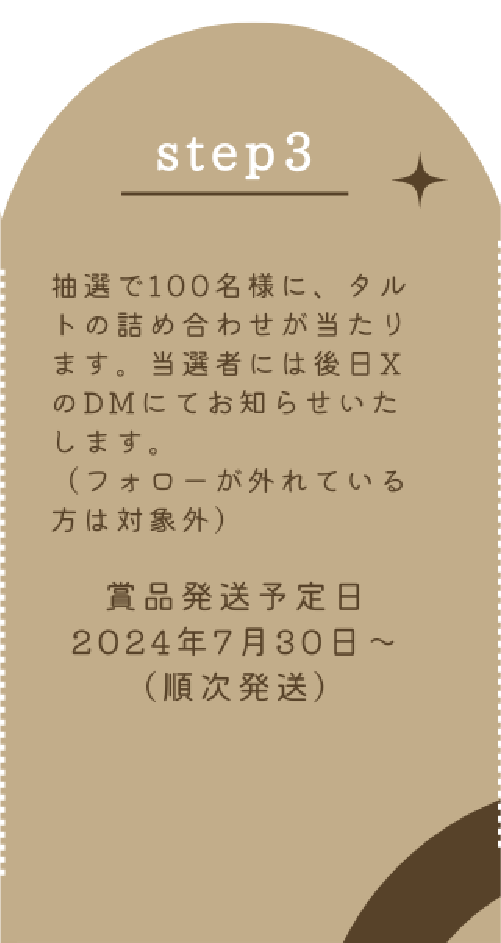 step3
抽選で100名様に、タル
トの詰め合わせが当たり
ます。当選者には後日X
のDMにてお知らせいた
します。
（フォローが外れている
方は対象外）
賞品発送予定日
2024年7月30日～
（順次発送）